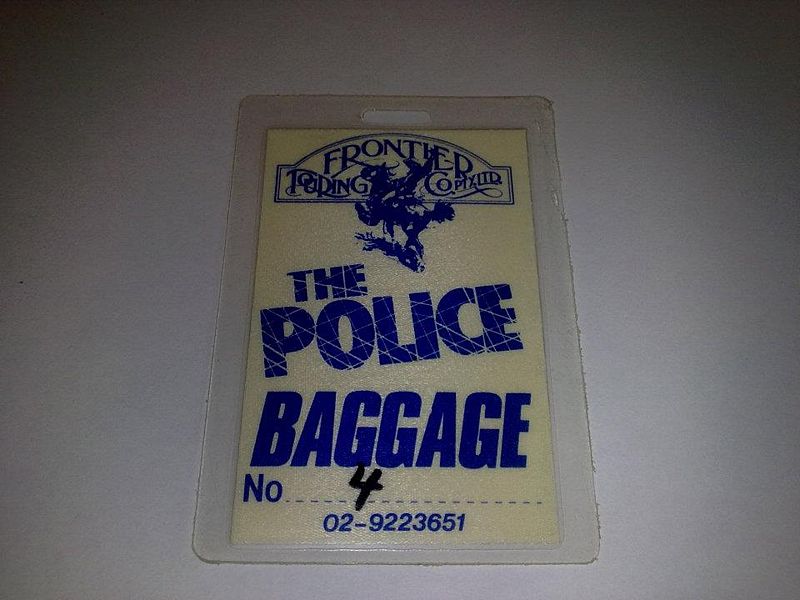 FRONTIER
TOURING CO. PTY. LTD.
THE
POLICE
BAGGAGE
No 4
02-9223651